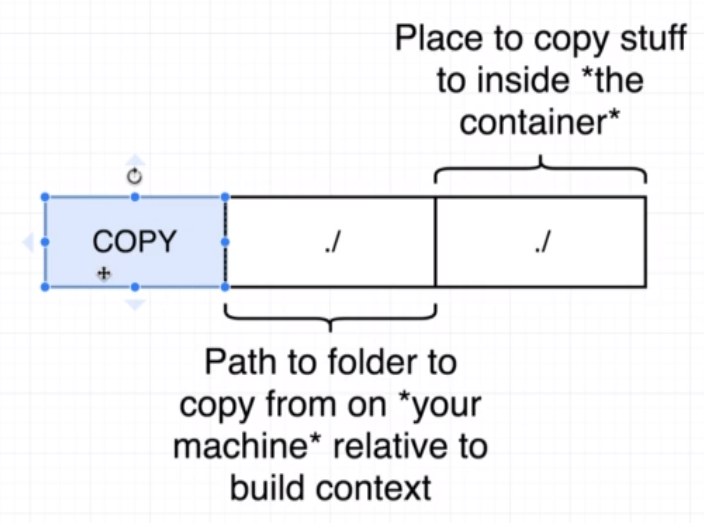 Place to copy stuff
to inside *the
container*
COPY
./
./
Path to folder to
copy from on *your
machine* relative to
build context